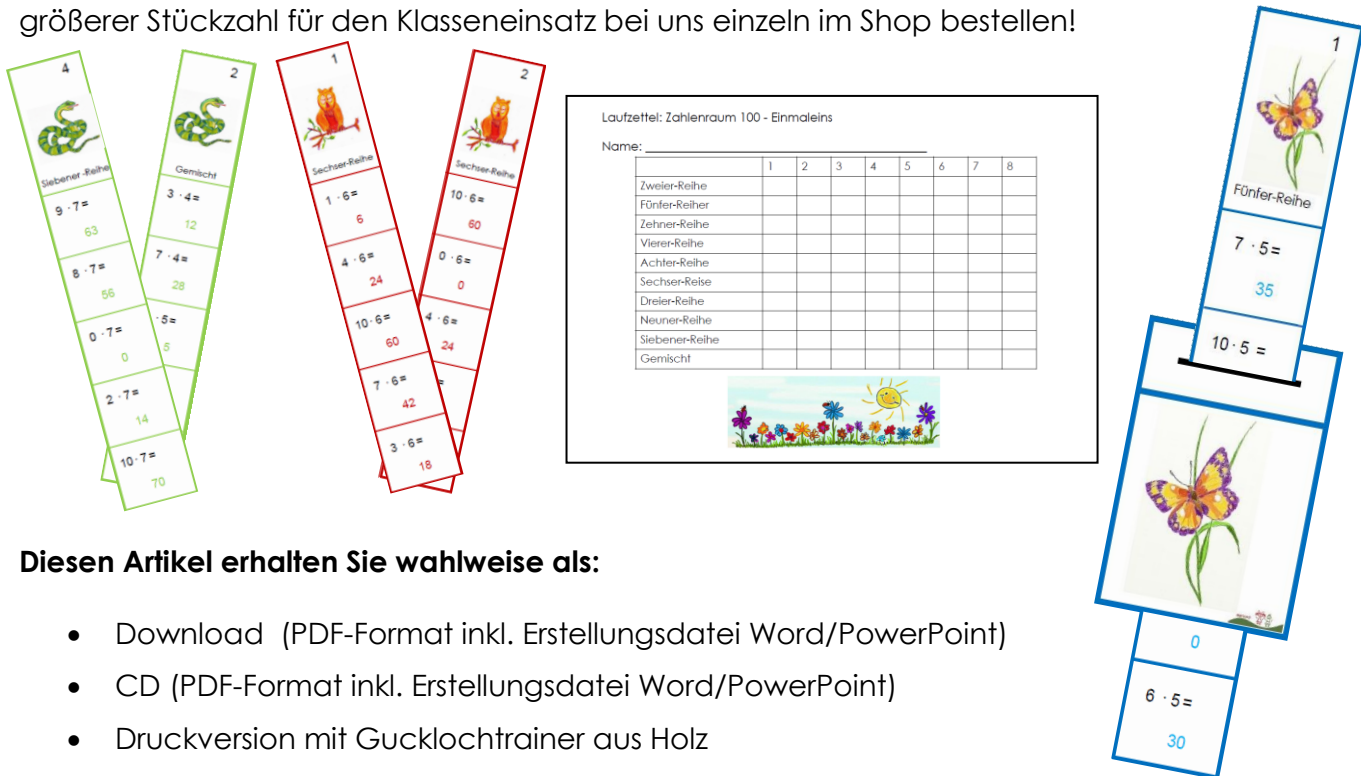 größerer Stückzahl für den Klasseneinsatz bei uns einzeln im Shop bestellen!
4
Siebener-Reihe
9 · 7=
63
8 · 7=
56
0 · 7=
0
2 · 7=
14
10 · 7=
70
2
Gemischt
3 · 4=
12
7 · 4=
28
· 5=
5
1
Sechser-Reihe
1 · 6=
6
4 · 6=
24
10 · 6=
60
7 · 6=
42
3 · 6=
18
2
Sechser-Reihe
10 · 6=
60
0 · 6=
0
4 · 6=
24
=
Laufzettel: Zahlenraum 100 - Einmaleins
Name:
1 2 3 4 5 6 7 8
Zweier-Reihe
Fünfer-Reiher
Zehner-Reihe
Vierer-Reihe
Achter-Reihe
Sechser-Reise
Dreier-Reihe
Neuner-Reihe
Siebener-Reihe
Gemischt
1
Fünfer-Reihe
7 · 5=
35
10 · 5 =
0
6 · 5=
30
Diesen Artikel erhalten Sie wahlweise als:
• Download (PDF-Format inkl. Erstellungsdatei Word/PowerPoint)
• CD (PDF-Format inkl. Erstellungsdatei Word/PowerPoint)
• Druckversion mit Gucklochtrainer aus Holz